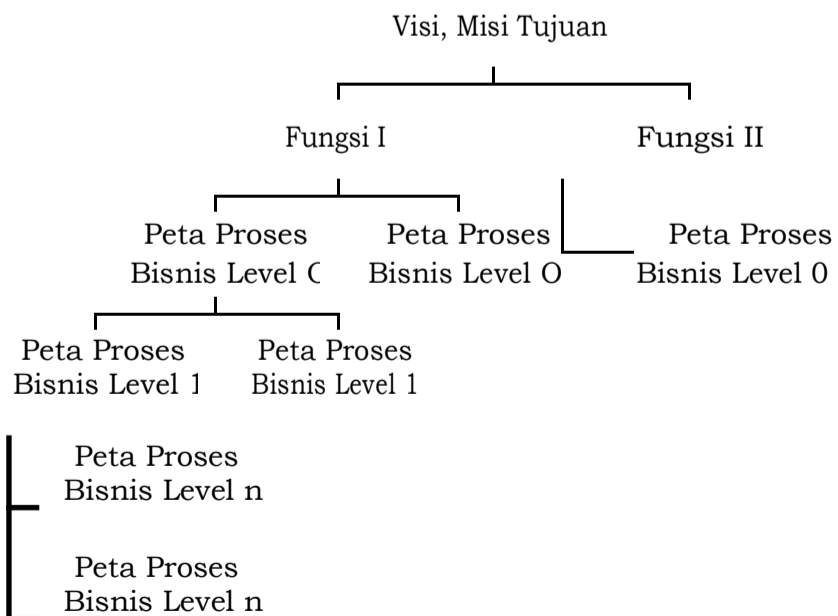 Visi, Misi Tujuan
Fungsi I
Fungsi II
Peta Proses
Bisnis Level
Peta Proses
Bisnis Level O
Peta Proses
Bisnis Level 0
Peta Proses
Bisnis Level 1
Peta Proses
Bisnis Level 1
Peta Proses
Bisnis Level n
Peta Proses
Bisnis Level n